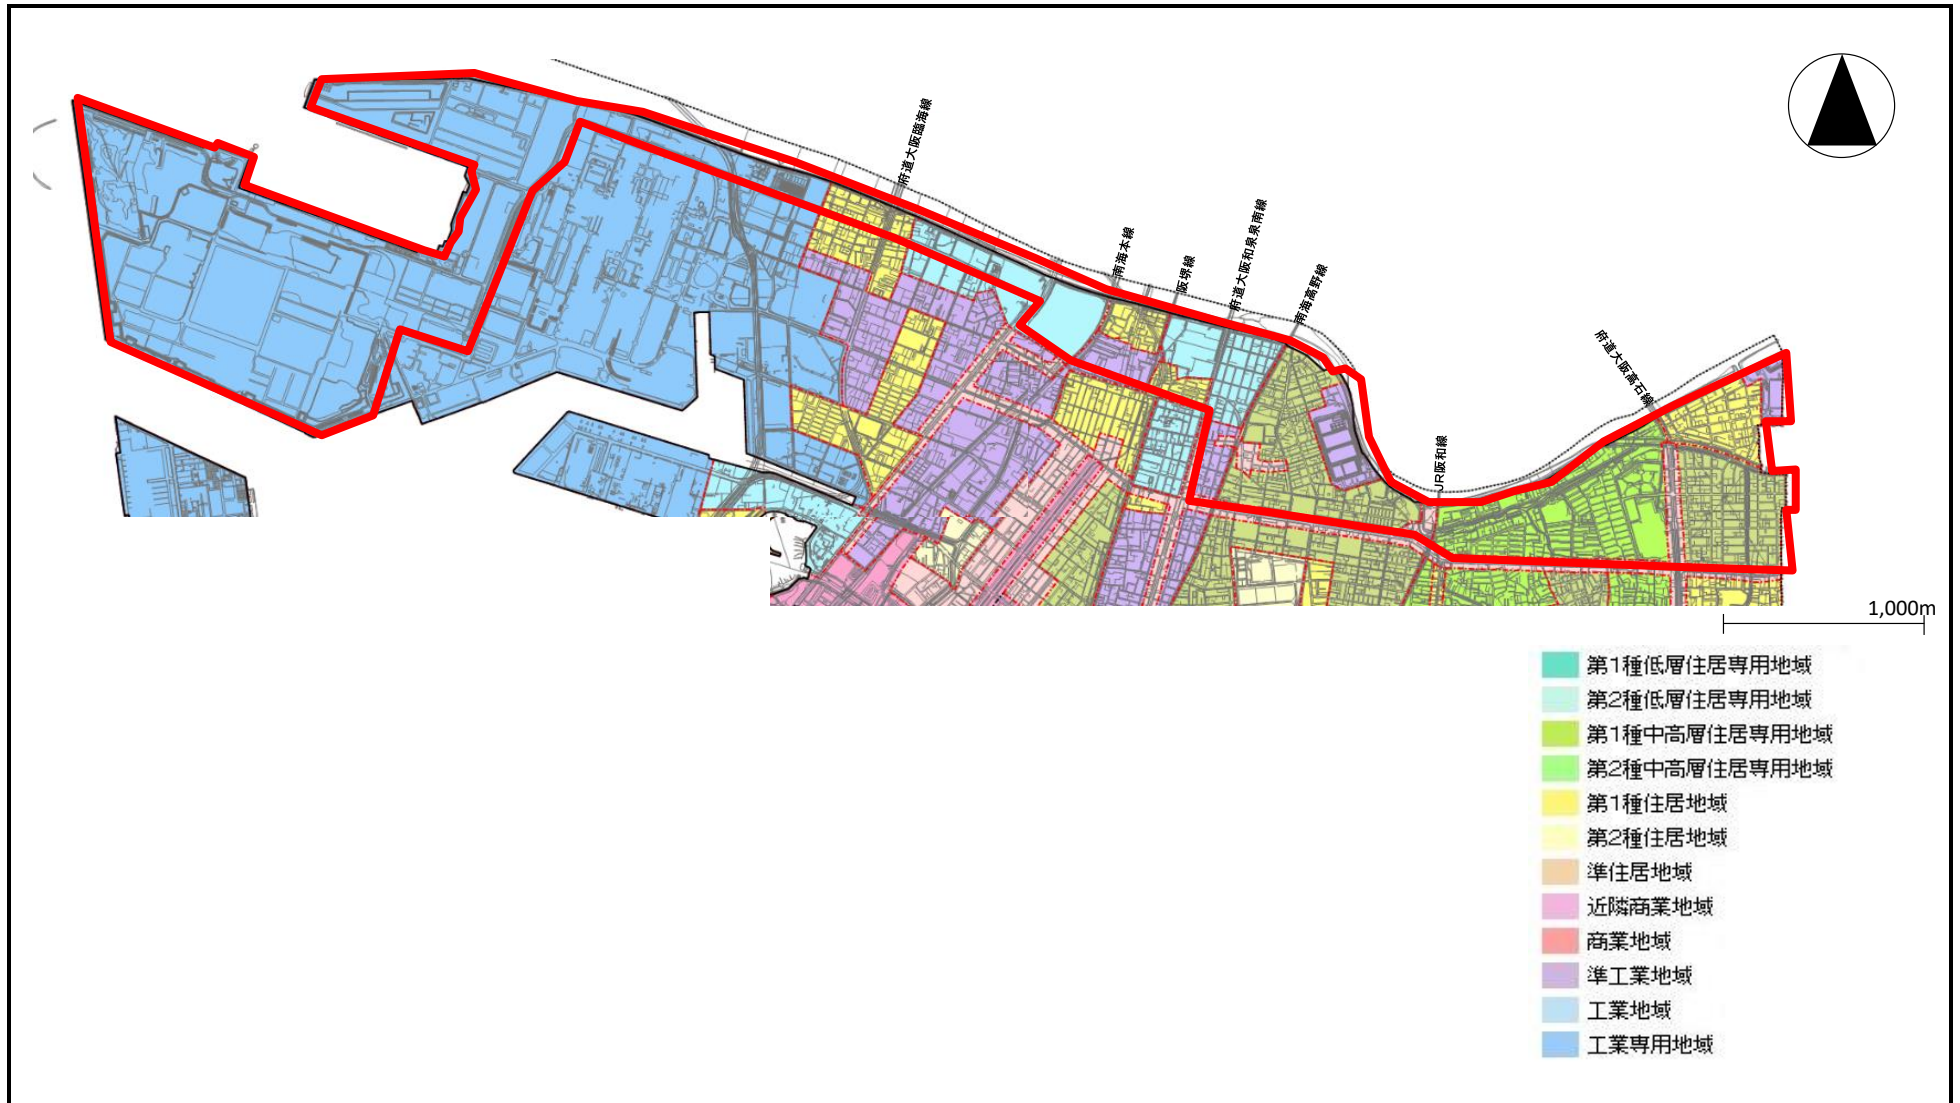 府道大阪臨海線
南海本線
阪堺線
府道大阪和泉泉南線
南海高野線
府道大阪高石線
JR阪和線
1,000m
第1種低層住居専用地域
第2種低層住居専用地域
第1種中高層住居専用地域
第2種中高層住居専用地域
第1種住居地域
第2種住居地域
準住居地域
近隣商業地域
商業地域
準工業地域
工業地域
工業専用地域